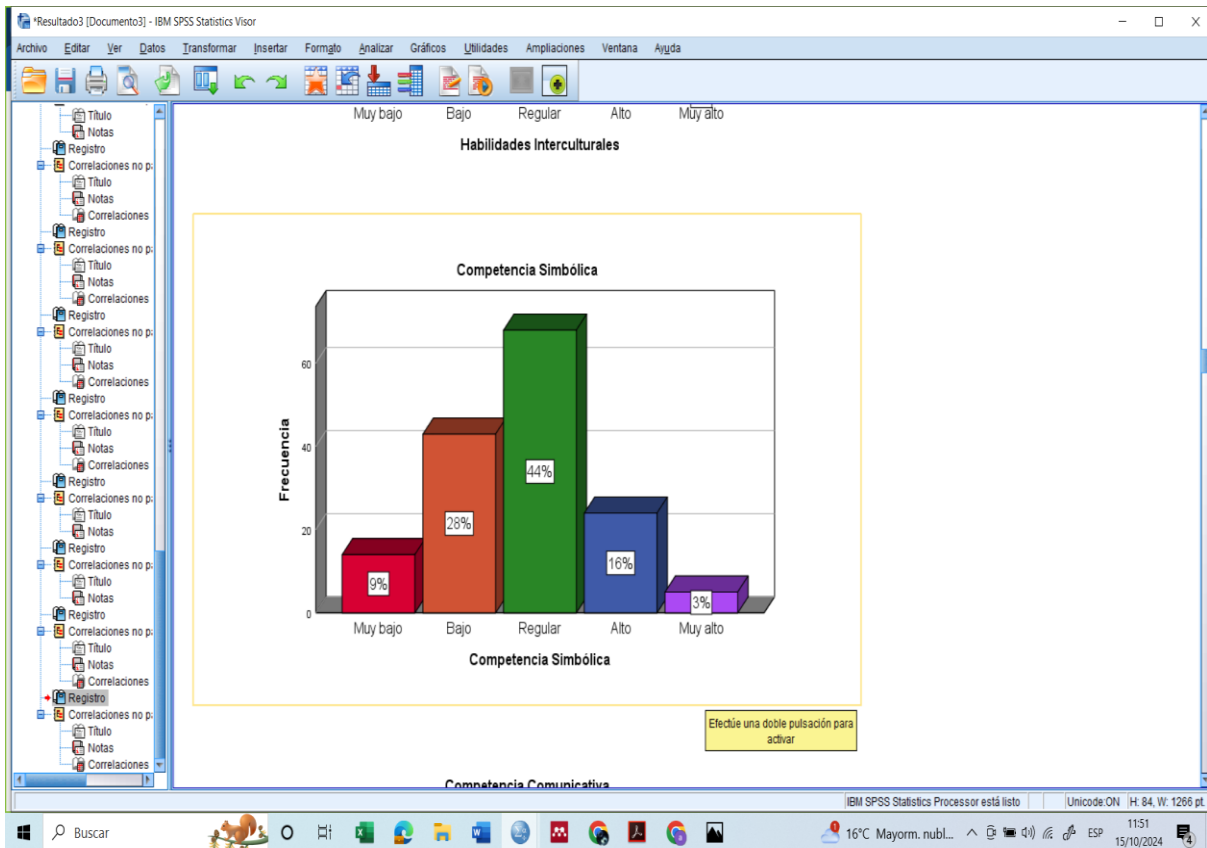 *Resultado3 [Documento3] - IBM SPSS Statistics Visor
Archivo Editar Ver Datos Transformar Insertar Formato Analizar Gráficos Utilidades Ampliaciones Ventana Ayuda
Título
Notas
Registro
Correlaciones no p
Título
Notas
Correlaciones
Registro
Correlaciones no p
Título
Notas
Correlaciones
Registro
Correlaciones no p
Título
Notas
Correlaciones
Registro
Correlaciones no p
Título
Notas
Correlaciones
Registro
Correlaciones no p
Título
Notas
Registro
Correlaciones no p
Título
Notas
Registro
Correlaciones no p
Título
Notas
Correlaciones
Registro
Correlaciones no p
Título
Notas
Correlaciones
Muy bajo Bajo Regular Alto Muy alto
Habilidades Interculturales
Competencia Simbólica
Frecuencia
60
40
20
0
9%
28%
44%
16%
3%
Muy bajo Bajo Regular Alto Muy alto
Competencia Simbólica
Efectúe una doble pulsación para
activar
Competencia Comunicativa
IBM SPSS Statistics Processor está listo Unicode:ON H: 84, W: 1266 pt.
Buscar
16°C Mayorm. nubl... ESP 11:51
15/10/2024
4